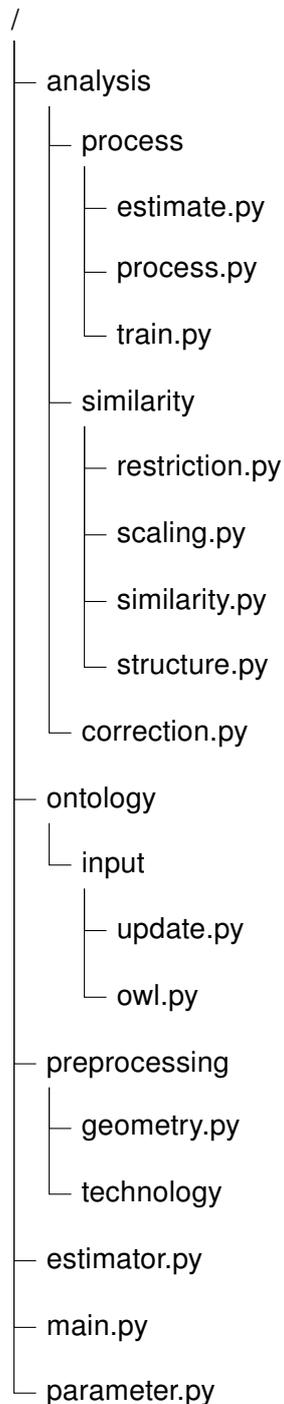 /
analysis
process
estimate.py
process.py
train.py
similarity
restriction.py
scaling.py
similarity.py
structure.py
correction.py
ontology
input
update.py
owl.py
preprocessing
geometry.py
technology
estimator.py
main.py
parameter.py